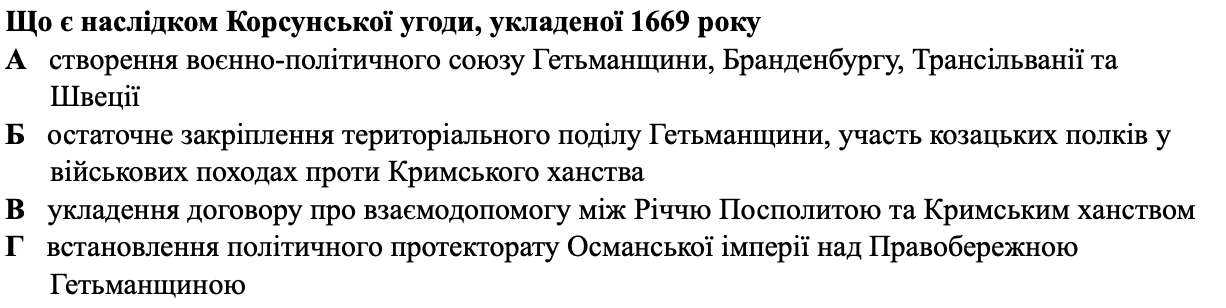 Що є наслідком Корсунської угоди, укладеної 1669 року
А створення воєнно-політичного союзу Гетьманщини, Бранденбургу, Трансільванії та
Швеції
Б остаточне закріплення територіального поділу Гетьманщини, участь козацьких полків у
військових походах проти Кримського ханства
В укладення договору про взаємодопомогу між Річчю Посполитою та Кримським ханством
Г встановлення політичного протекторату Османської імперії над Правобережною
Гетьманщиною